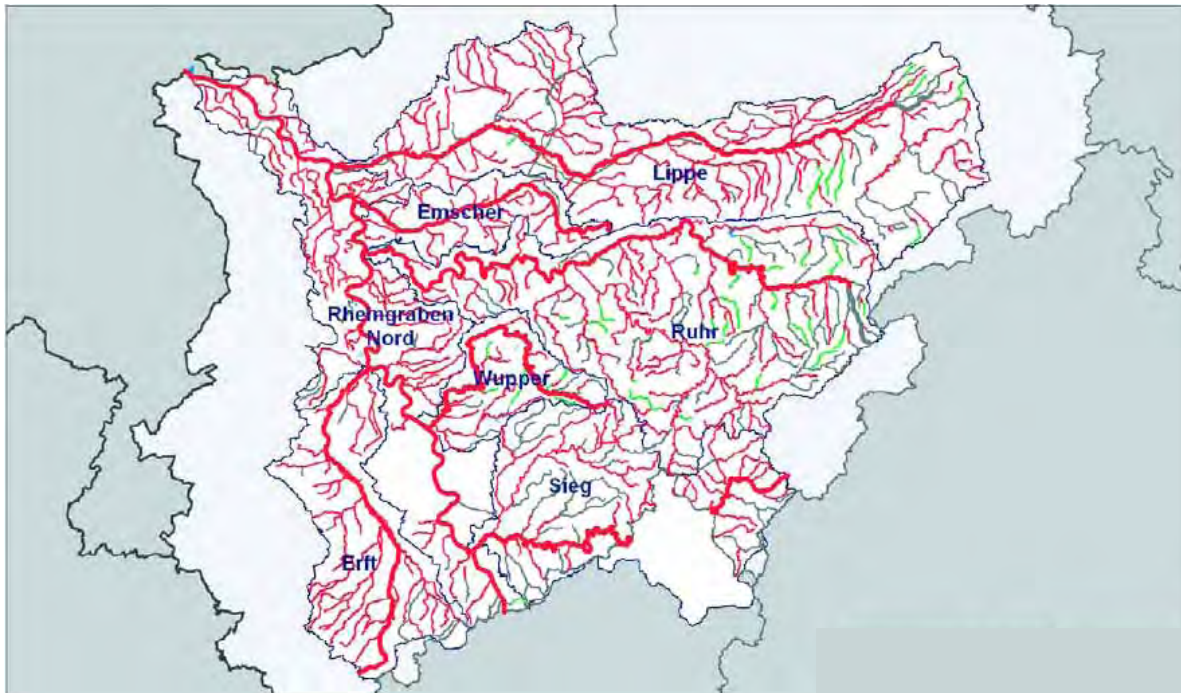 Lippe
Emscher
Rheingraben
Nord
Ruhr
Wupper
Sieg
Erft